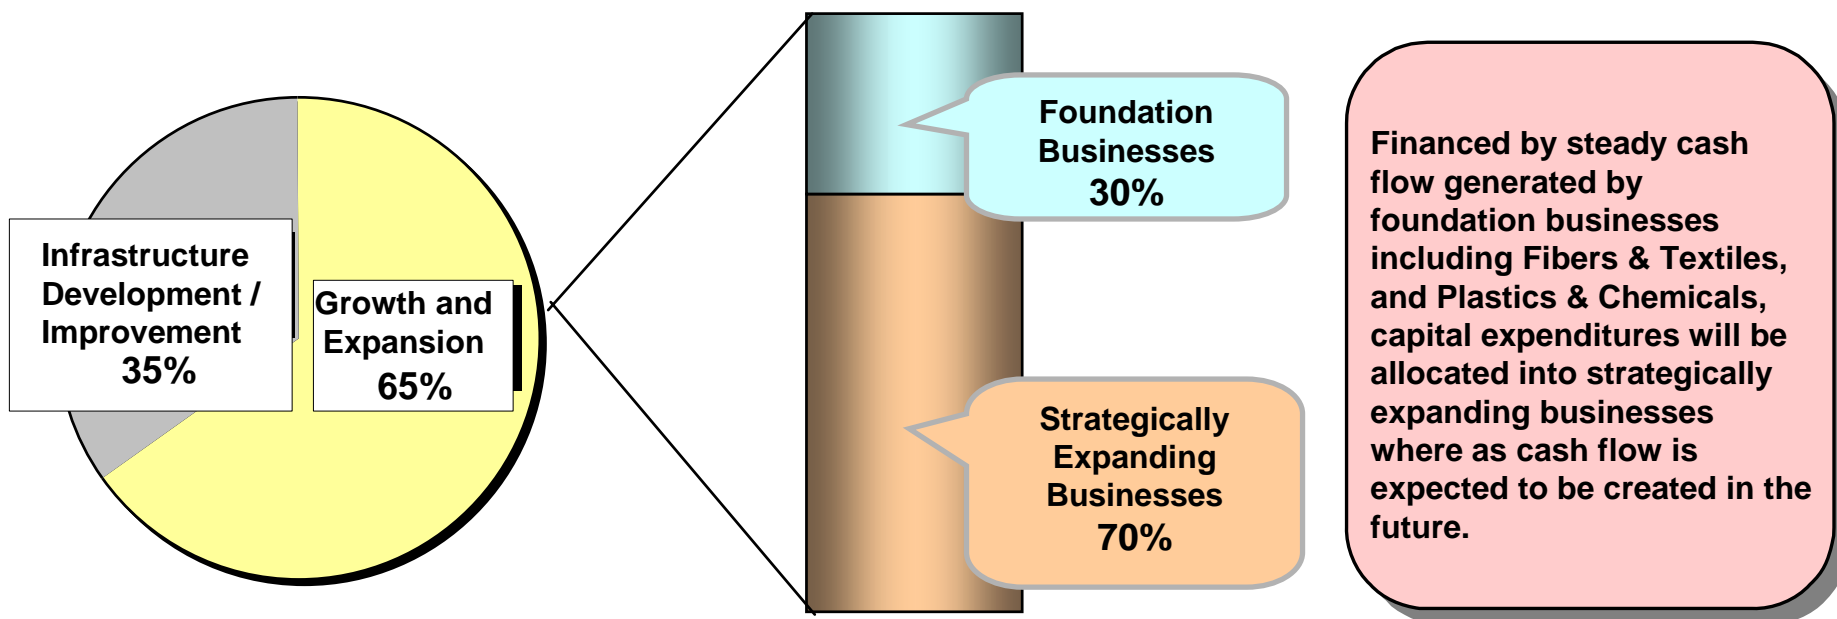 Infrastructure
Development /
Improvement
35%
Growth and
Expansion
65%
Foundation
Businesses
30%
Strategically
Expanding
Businesses
70%
Financed by steady cash
flow generated by
foundation businesses
including Fibers & Textiles,
and Plastics & Chemicals,
capital expenditures will be
allocated into strategically
expanding businesses
where as cash flow is
expected to be created in the
future.